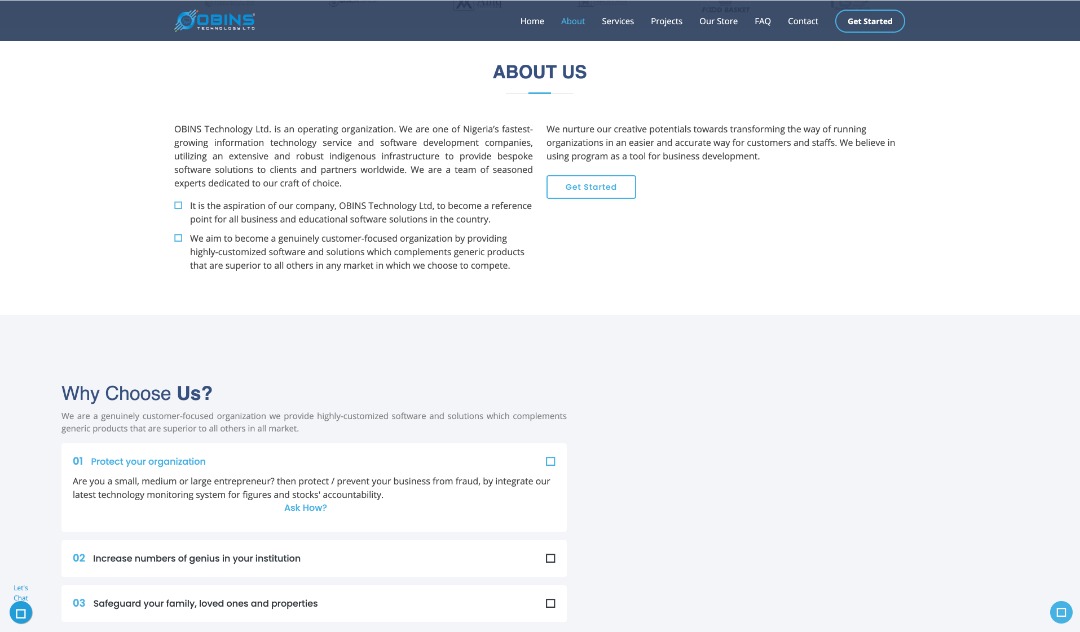 OBINS
TECHNOLOGY LTD
Home
About
Services
Projects
Our Store
FAQ
Contact
Get Started
ABOUT US
OBINS Technology Ltd. is an operating organization. We are one of Nigeria's fastest-
growing information technology service and software development companies,
utilizing an extensive and robust indigenous infrastructure to provide bespoke
software solutions to clients and partners worldwide. We are a team of seasoned
experts dedicated to our craft of choice.
It is the aspiration of our company, OBINS Technology Ltd, to become a reference
point for all business and educational software solutions in the country.
We aim to become a genuinely customer-focused organization by providing
highly-customized software and solutions which complements generic products
that are superior to all others in any market in which we choose to compete.
We nurture our creative potentials towards transforming the way of running
organizations in an easier and accurate way for customers and staffs. We believe in
using program as a tool for business development.
Get Started
Why Choose Us?
We are a genuinely customer-focused organization we provide highly-customized software and solutions which complements
generic products that are superior to all others in all market.
01 Protect your organization
Are you a small, medium or large entrepreneur? then protect / prevent your business from fraud, by integrate our
latest technology monitoring system for figures and stocks' accountability.
Ask How?
02 Increase numbers of genius in your institution
03 Safeguard your family, loved ones and properties
Let's
Chat